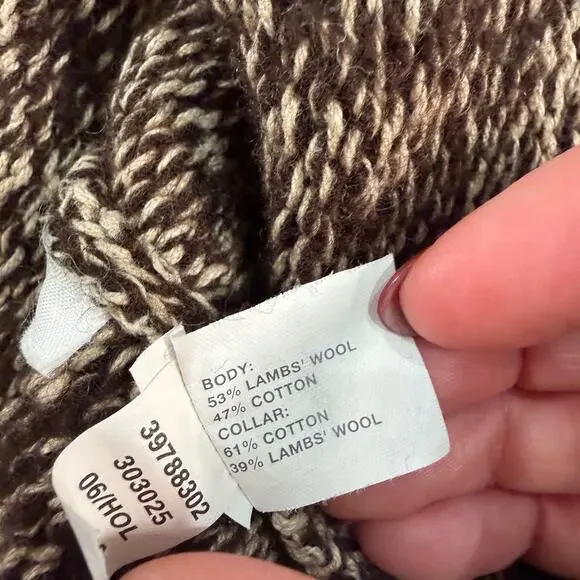 BODY:
53% LAMBS' WOOL
47% COTTON
COLLAR:
61% COTTON
39% LAMBS' WOOL
39788302
303025
06/HOL